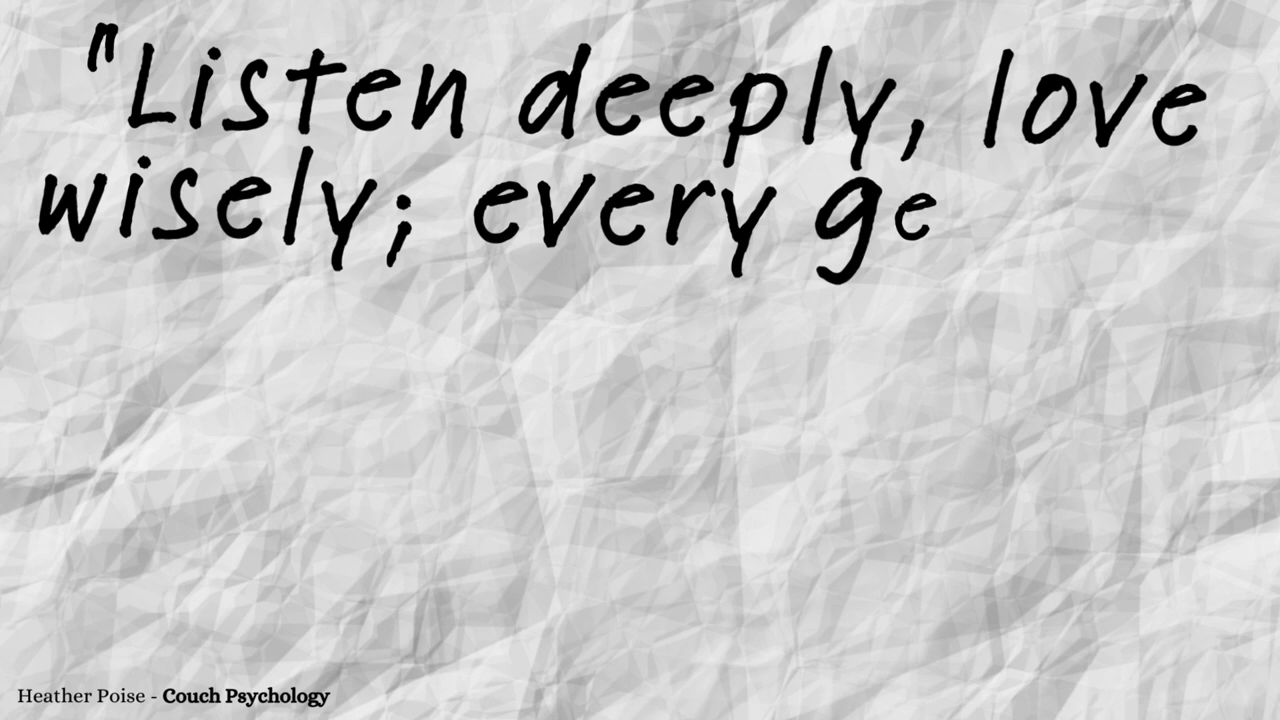 "Listen deeply, love
wisely; every ge
Heather Poise - Couch Psychology